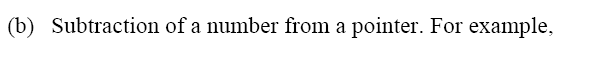 (b) Subtraction of a number from a pointer. For example,